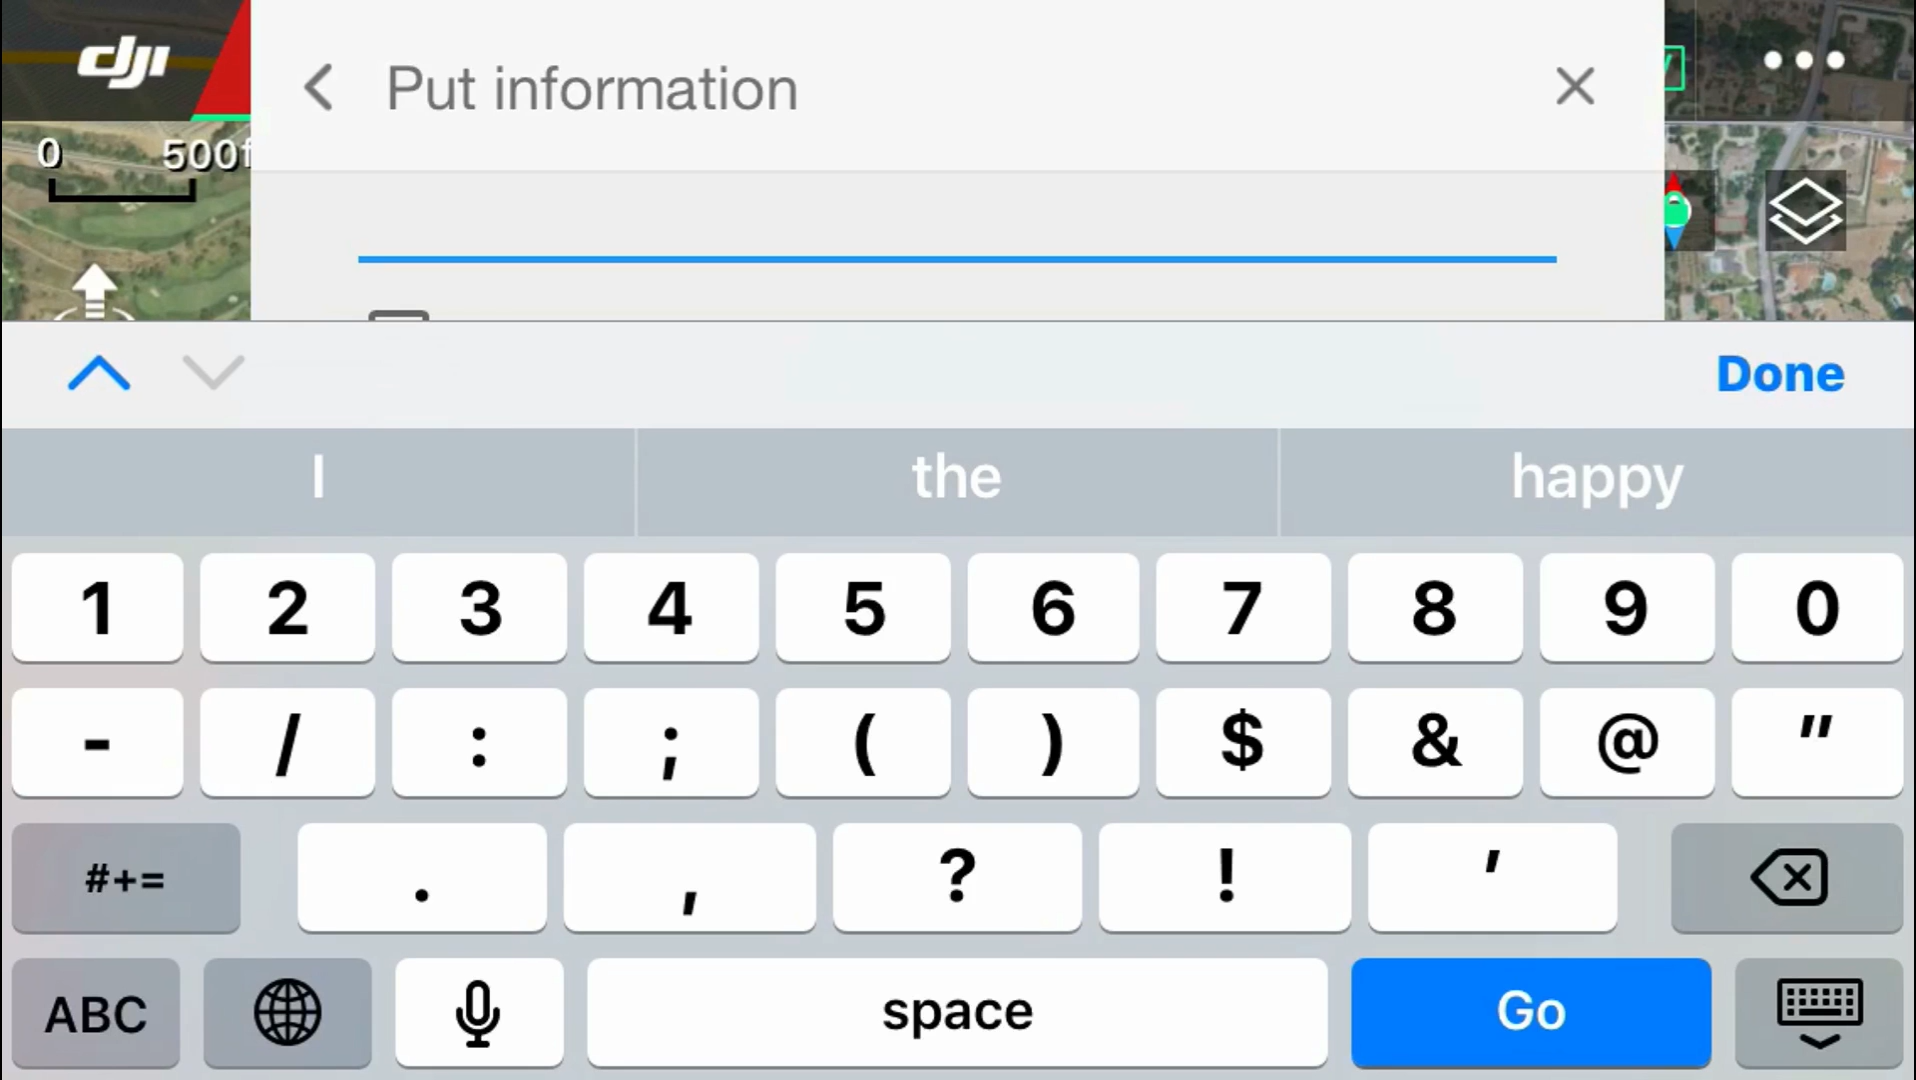 dji
Put information
0 500f
Done
I the happy
1 2 3 4 5 6 7 8 9 0
- / : ; ( ) $ & @ "
#+= . , ? ! '
ABC space Go